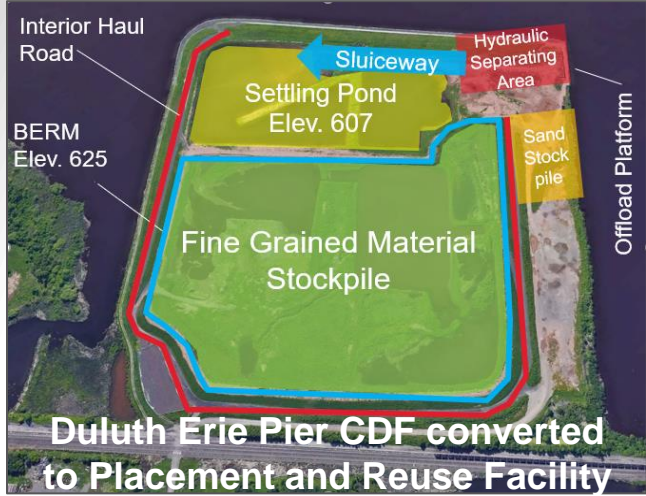 Interior Haul
Road
Sluiceway
Hydraulic
Separating
Area
Settling Pond
Elev. 607
BERM
Elev. 625
Sand
Stock
pile
Offload Platform
Fine Grained Material
Stockpile
Duluth Erie Pier CDF converted
to Placement and Reuse Facility